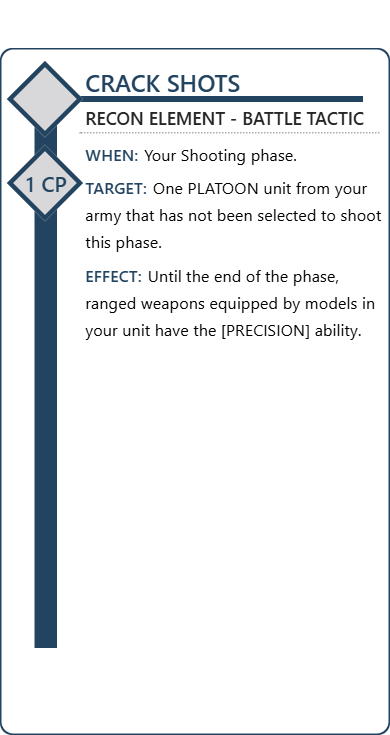 CRACK SHOTS
RECON ELEMENT - BATTLE TACTIC
1 CP
WHEN: Your Shooting phase.
TARGET: One PLATOON unit from your
army that has not been selected to shoot
this phase.
EFFECT: Until the end of the phase,
ranged weapons equipped by models in
your unit have the [PRECISION] ability.